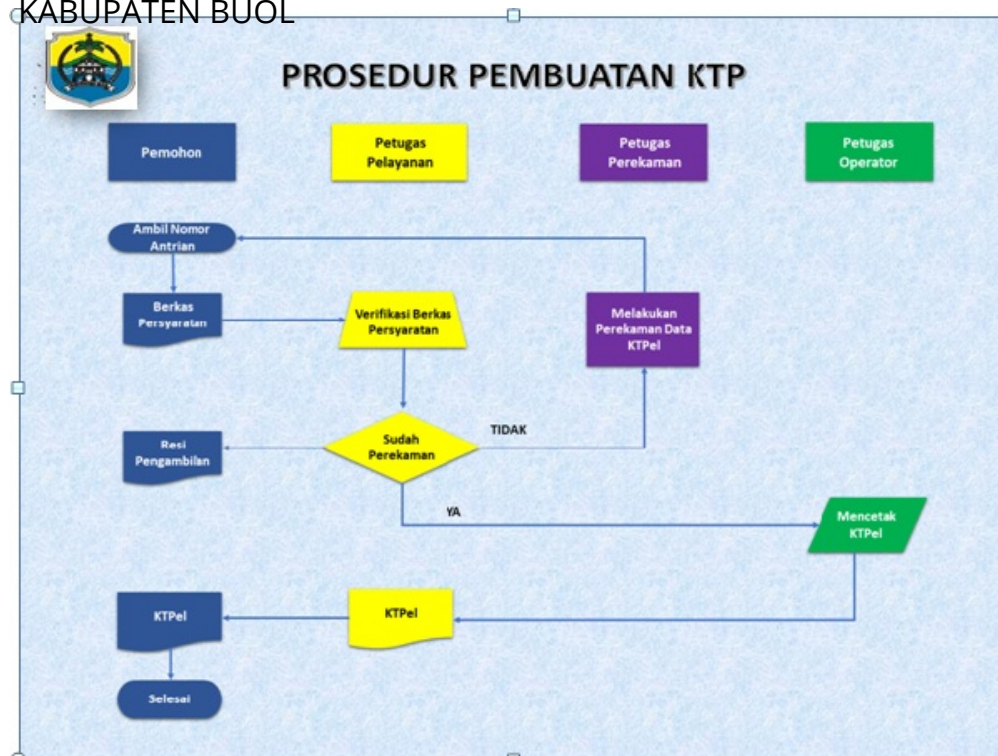 KABUPATEN BUOL
PROSEDUR PEMBUATAN KTP
Pemohon
Petugas
Pelayanan
Petugas
Perekaman
Petugas
Operator
Ambil Nomor
Antrian
Berkas
Persyaratan
Verifikasi Berkas
Persyaratan
Melakukan
Perekaman Data
KTPel
Resi
Pengambilan
Sudah
Perekaman
TIDAK
YA
Mencetak
KTPel
KTPel
KTPel
Selesai